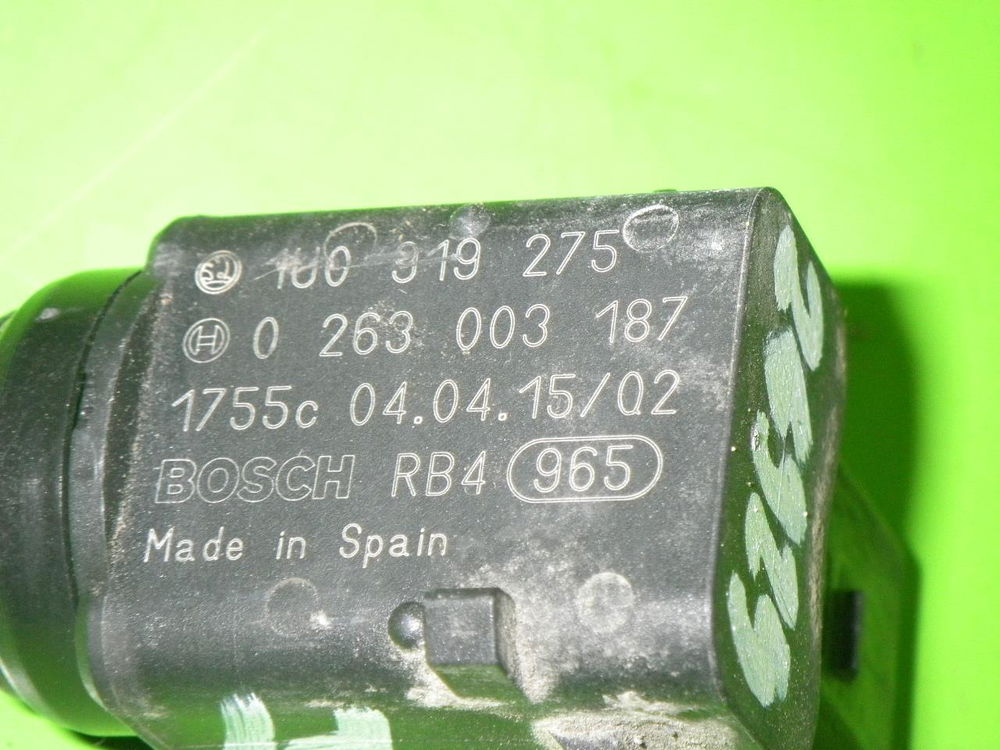 1U0 919 275
0 263 003 187
1755c 04.04.15/02
BOSCH RB4 965
Made in Spain